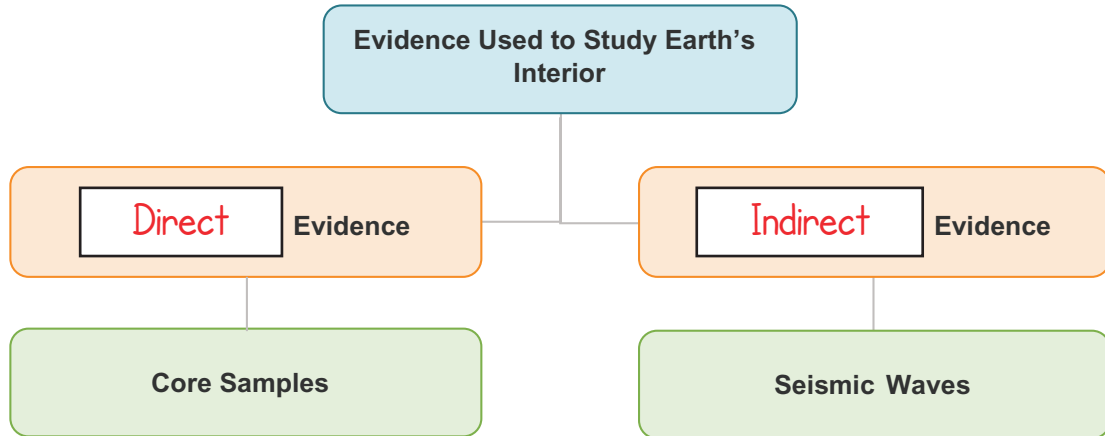 Evidence Used to Study Earth's
Interior
Direct Evidence
Indirect Evidence
Core Samples
Seismic Waves